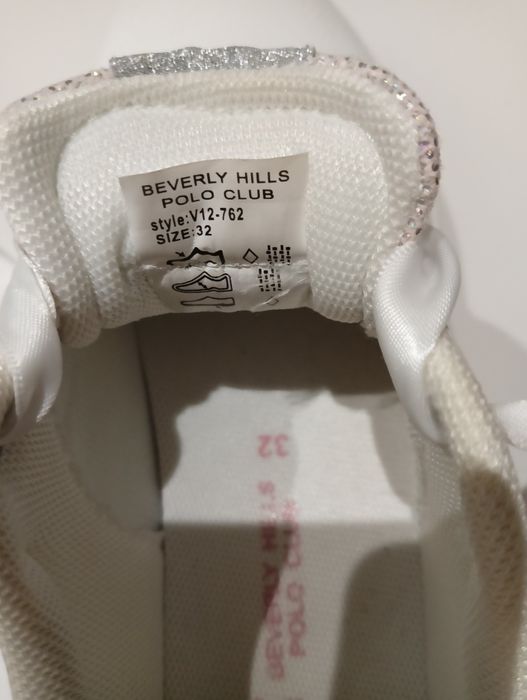 BEVERLY HILLS
POLO CLUB
style:V12-762
SIZE:32
32
BEVERLY HILLS
POLO CLUB